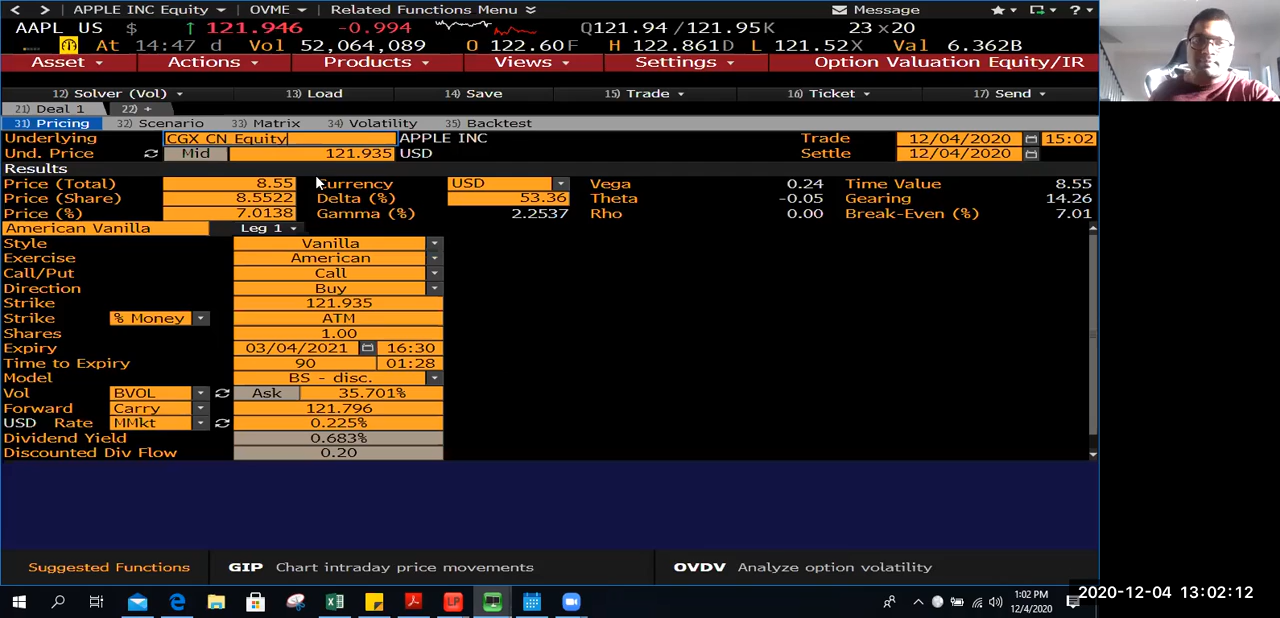 < > APPLE INC Equity OVME Related Functions Menu Message ?
AAPL US $ ↑ 121.946 -0.994 Q121.94 / 121.95K 23×20
At 14:47 d Vol 52,064,089 O 122.60F H 122.861D L 121.52X Val 6.362B
Asset Actions Products Views Settings Option Valuation Equity/IR
12) Solver (Vol) 13) Load 14) Save 15) Trade 16) Ticket 17) Send
21) Deal 1 22) +
31) Pricing 32) Scenario 33) Matrix 34) Volatility 35) Backtest
Underlying CGX CN Equity APPLE INC Trade 12/04/2020 15:02
Und. Price Mid 121.935 USD Settle 12/04/2020
Results
Price (Total) 8.55 Currency USD Vega 0.24 Time Value 8.55
Price (Share) 8.5522 Delta (%) 53.36 Theta -0.05 Gearing 14.26
Price (%) 7.0138 Gamma (%) 2.2537 Rho 0.00 Break-Even (%) 7.01
American Vanilla Leg 1
Style Vanilla
Exercise American
Call/Put Call
Direction Buy
Strike 121.935
Strike % Money ATM
Shares 1.00
Expiry 03/04/2021 16:30
Time to Expiry 90 01:28
Model BS - disc.
Vol BVOL Ask 35.701%
Forward Carry 121.796
USD Rate MMkt 0.225%
Dividend Yield 0.683%
Discounted Div Flow 0.20
Suggested Functions GIP Chart intraday price movements OVDV Analyze option volatility
1:02 PM
12/4/2020
2020-12-04 13:02:12